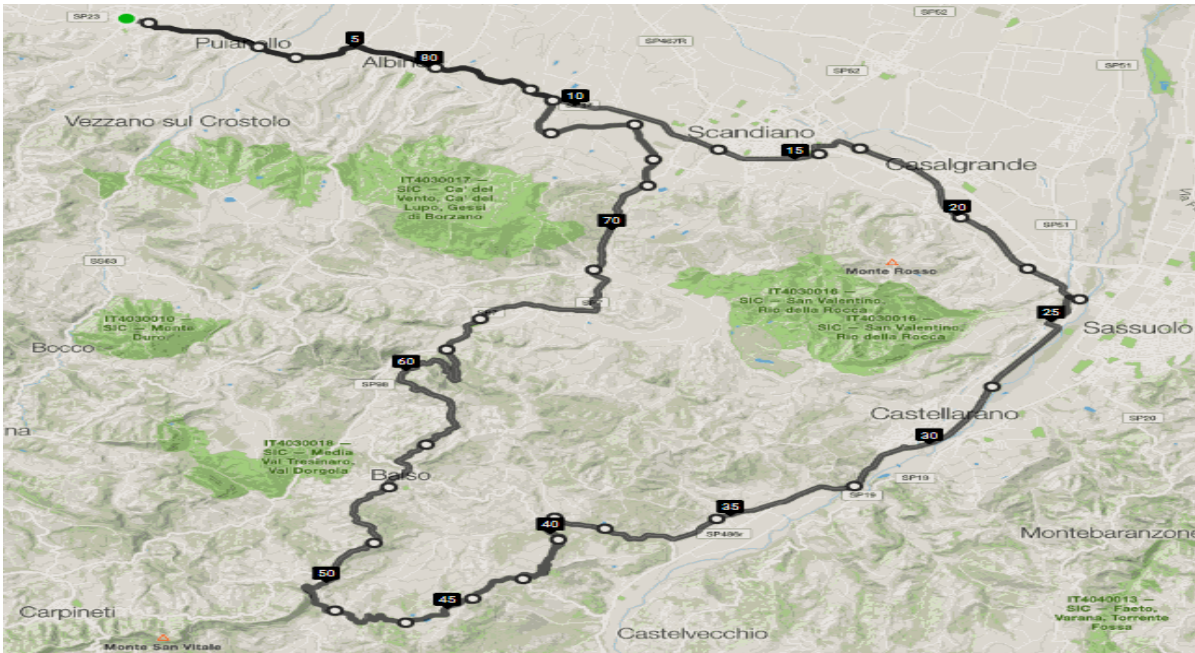 SP23
SP62
Puianello
5
SP467R
80
Albin
SP62
SP51
10
Vezzano sul Crostolo
Scandiano
15
Casalgrande
IT4030017 —
SIC — Ca' del
Vento, Ca' del
Lupo, Gessi
di Borzano
20
70
SP51
SS63
Monte Rosso
IT4030016 —
SIC — San Valentino,
Rio della Rocca
IT4030016 —
SIC — San Valentino,
Rio della Rocca
25
Sassuolo
IT4030010 —
SIC — Monte
Duro
Bocco
60
SP98
Castellarano
SP20
na
30
IT4030018 —
SIC — Media
Val Tresinaro,
Val Dorgola
Baiso
SP19
SP19
35
40
SP486r
Montebaranzone
50
45
Carpineti
IT4040013 —
SIC — Faeto,
Varana, Torrente
Fossa
Castelvecchio
Monte San Vitale